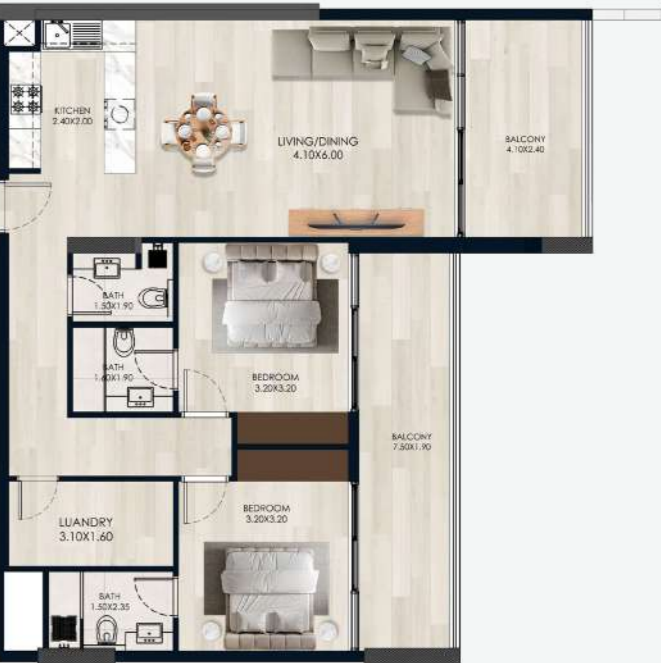 KITCHEN
2.40X2.00
LIVING/DINING
4.10X6.00
BALCONY
4.10X2.40
BATH
1.50X1.90
BATH
1.60X1.90
BEDROOM
3.20X3.20
BALCONY
7.50X1.90
BEDROOM
3.20X3.20
LUANDRY
3.10X1.60
BATH
1.50X2.35